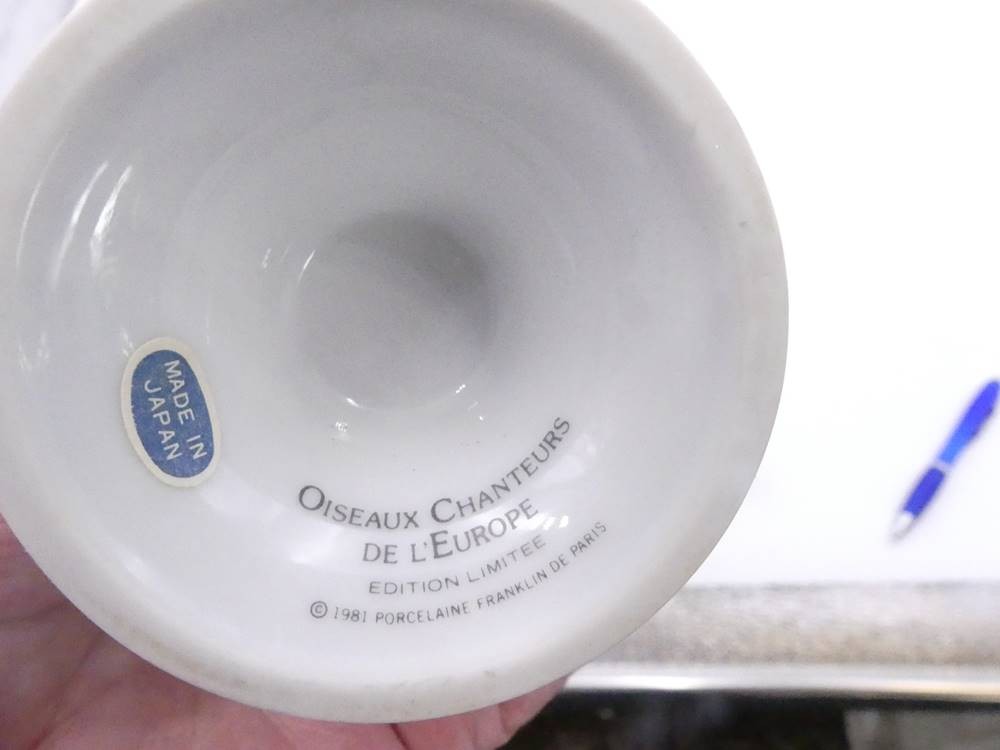 MADE IN
JAPAN
OISEAUX CHANTEURS
DE L'EUROPE
EDITION LIMITEE
© 1981 PORCELAINE FRANKLIN DE PARIS